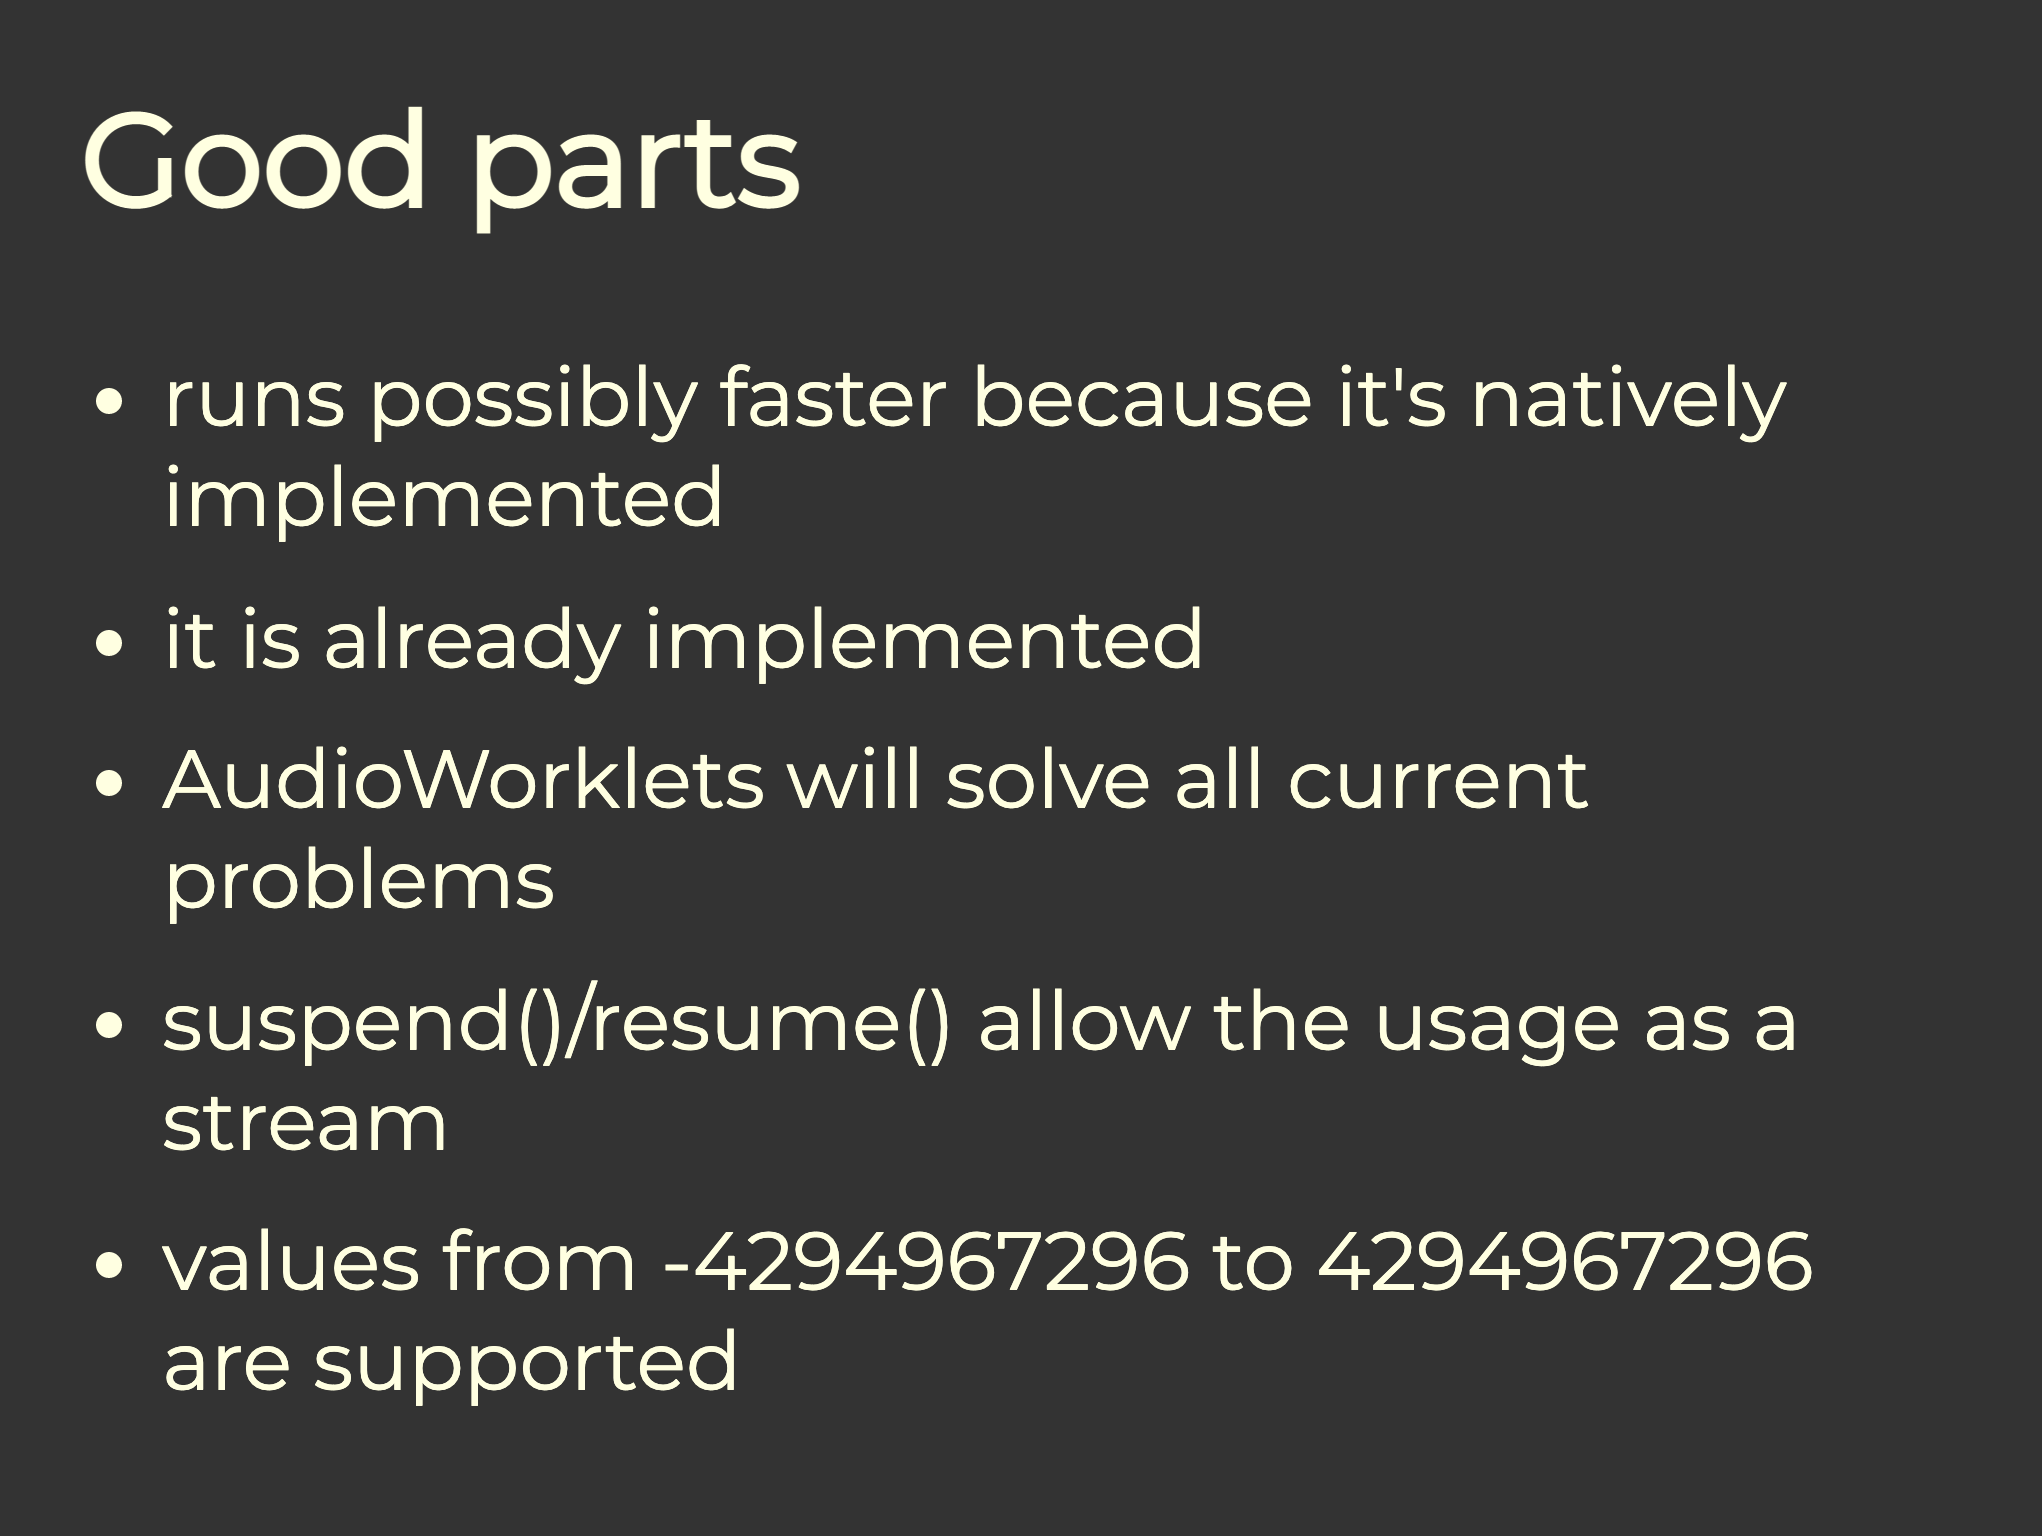 Good parts
• runs possibly faster because it's natively
implemented
• it is already implemented
• AudioWorklets will solve all current
problems
• suspend()/resume() allow the usage as a
stream
• values from -4294967296 to 4294967296
are supported